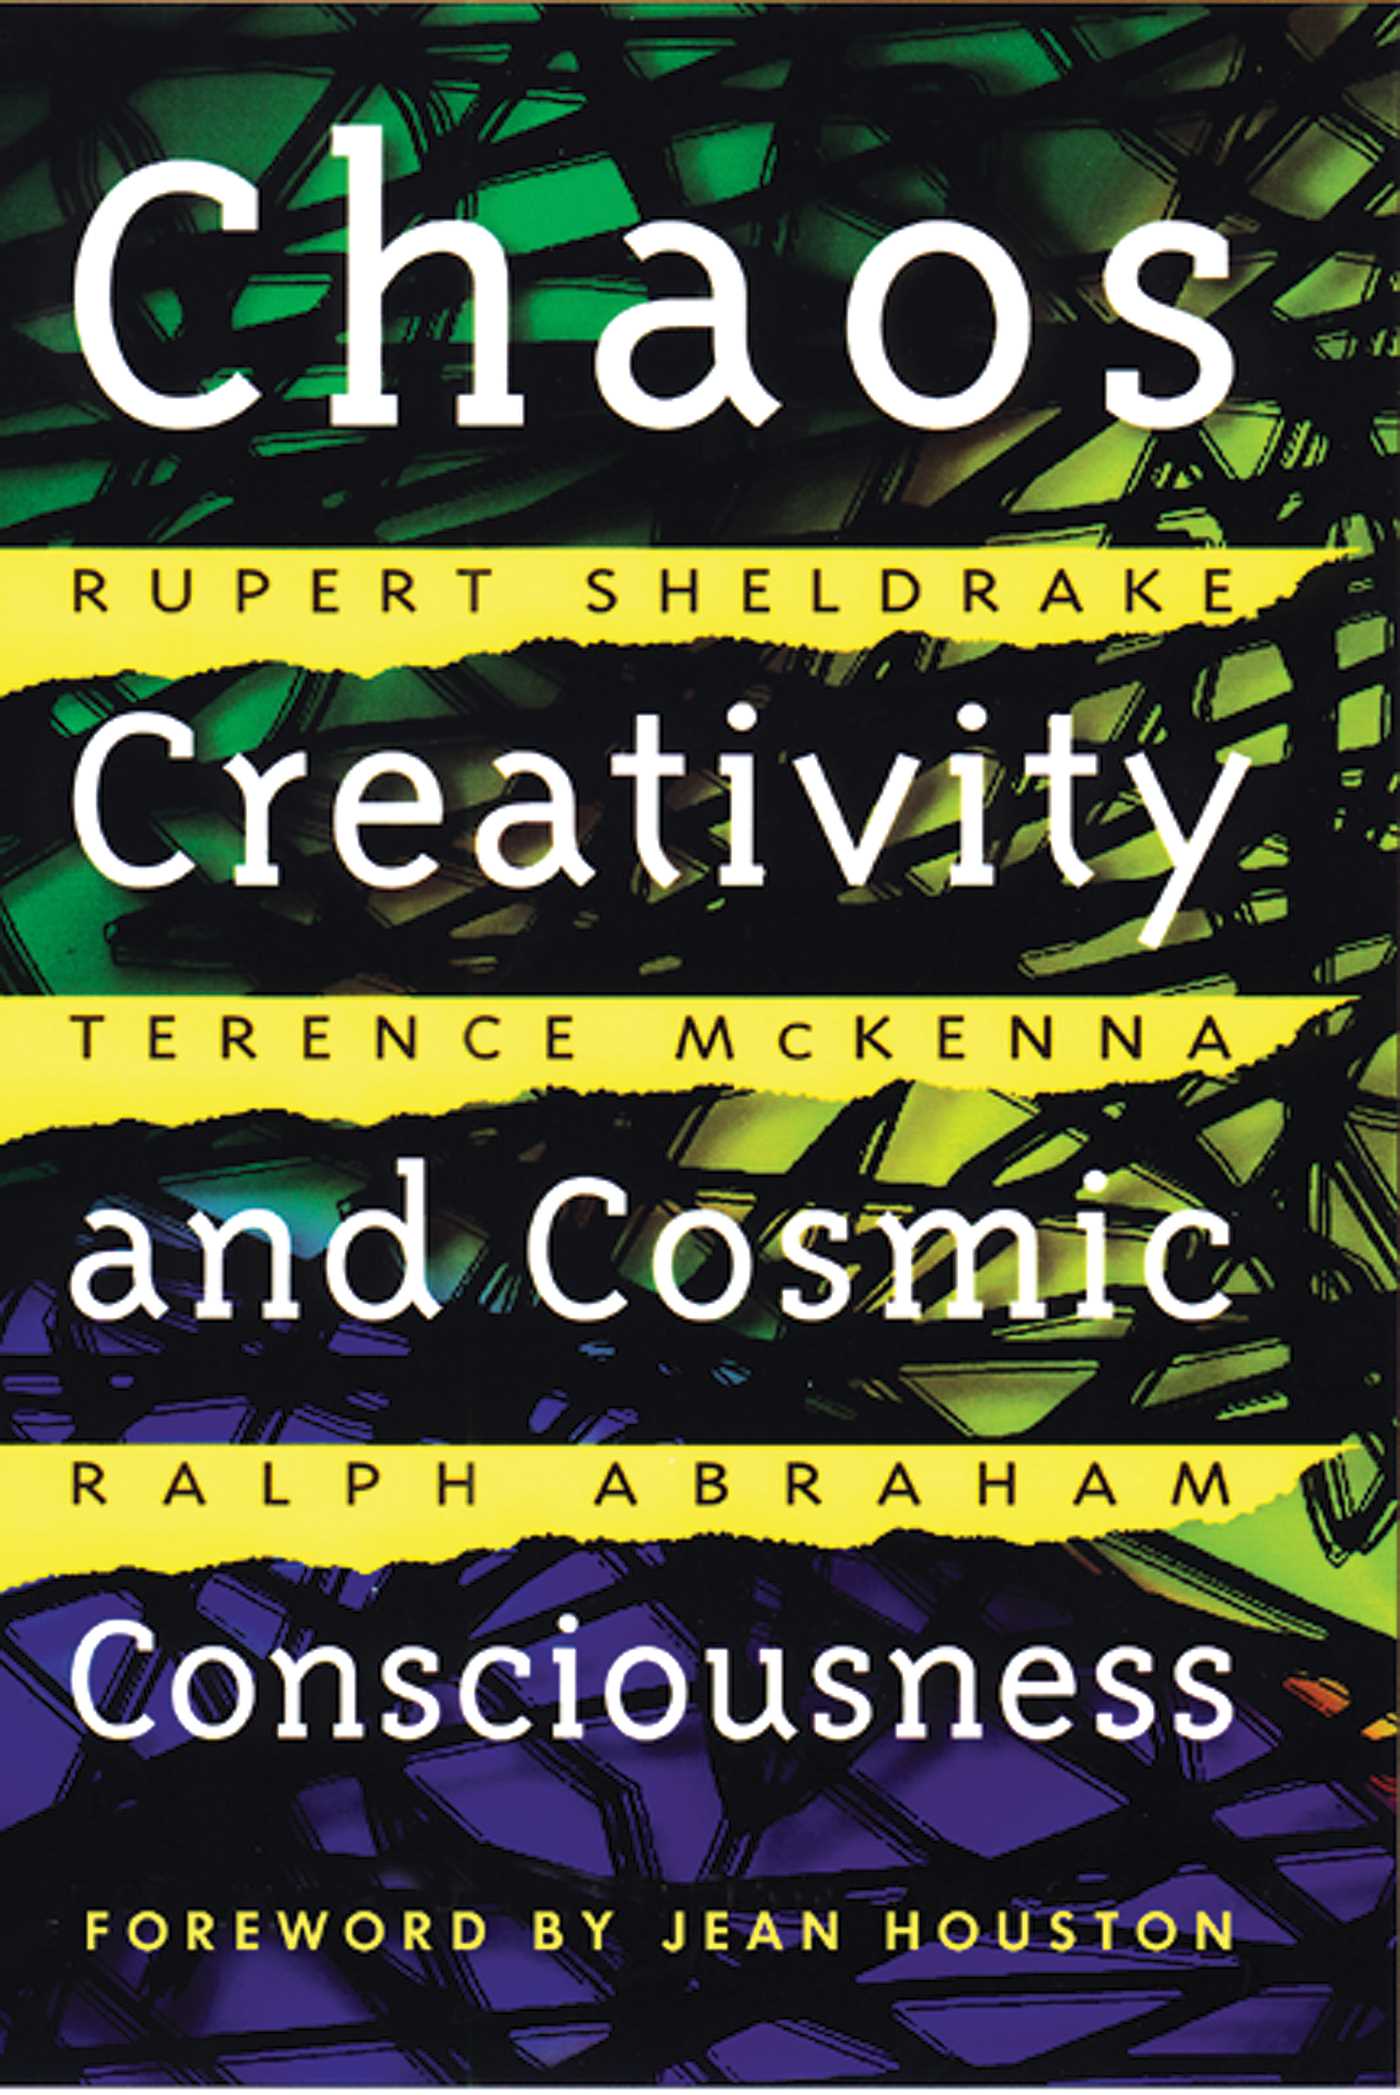 Chaos
RUPERT SHELDRAKE
Creativity
TERENCE McKENNA
and Cosmic
RALPH ABRAHAM
Consciousness
FOREWORD BY JEAN HOUSTON